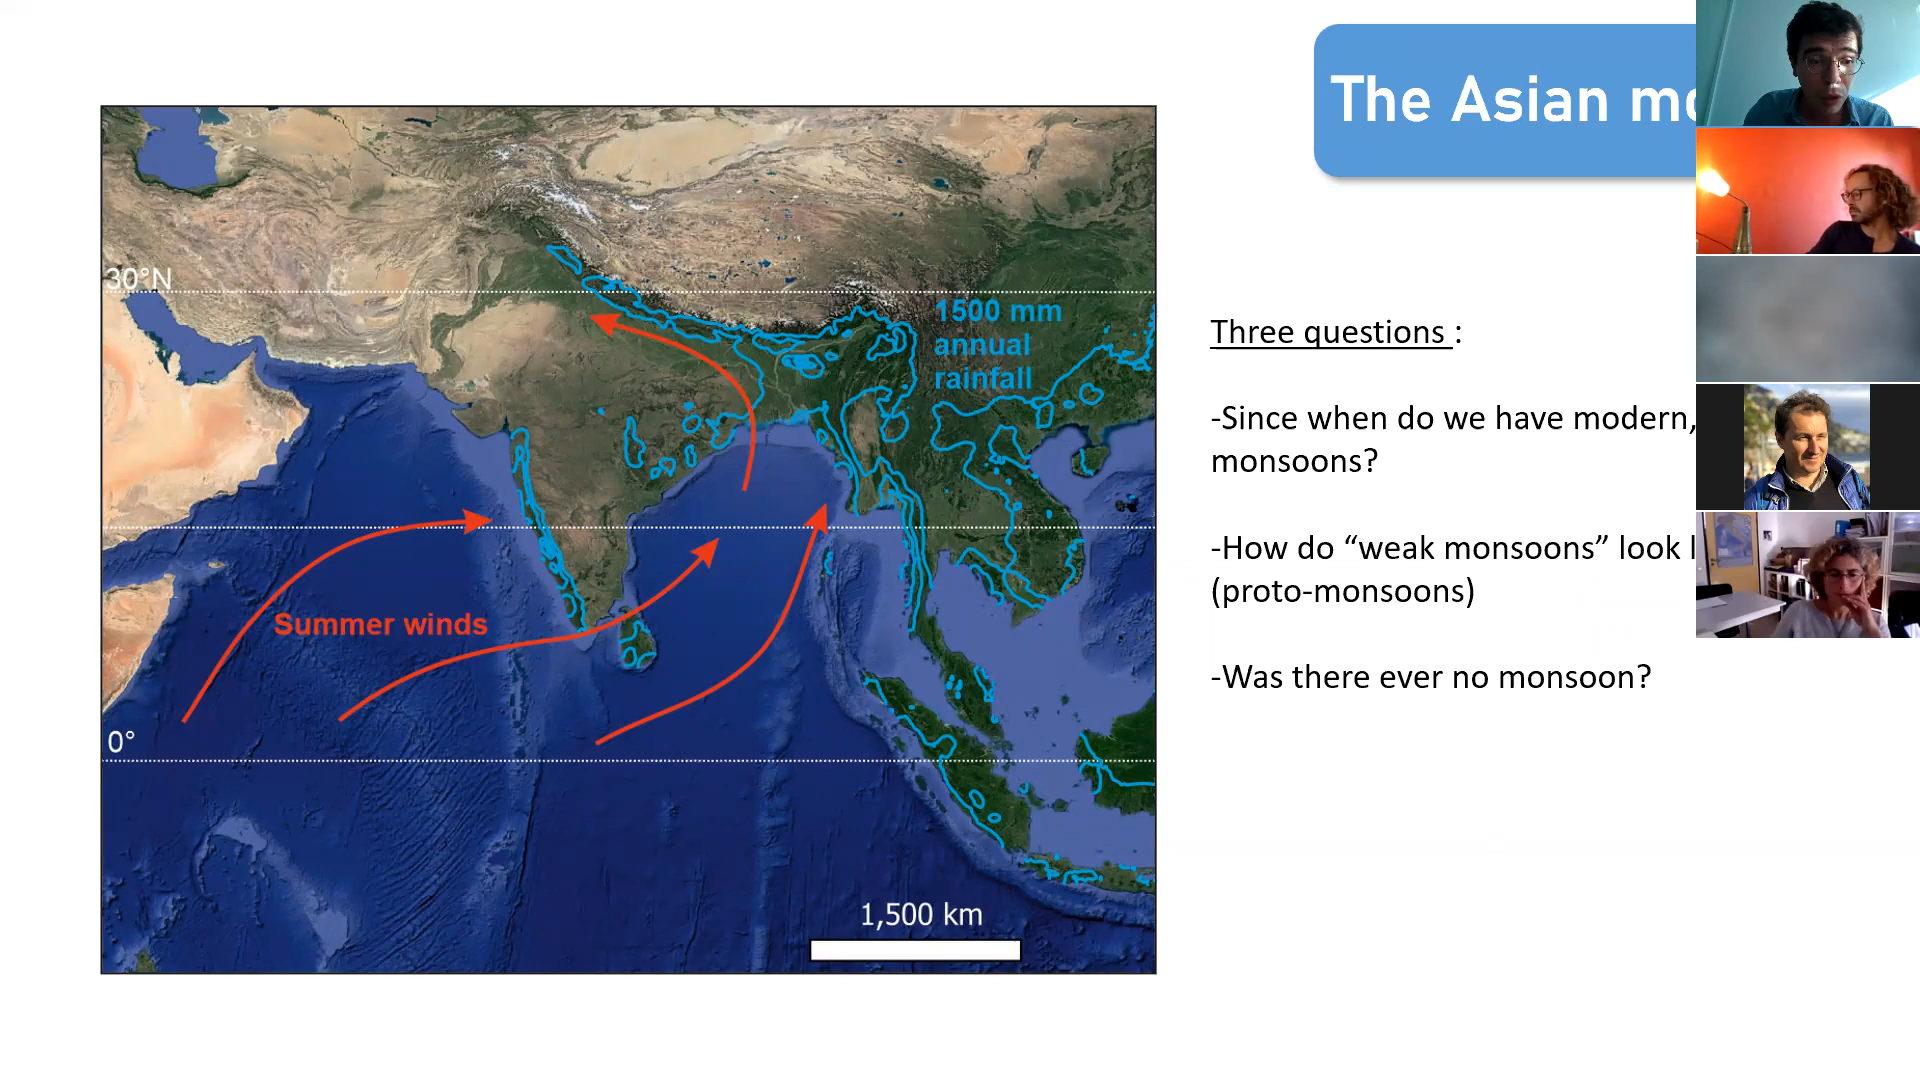 The Asian
30°N
1500 mm
annual
rainfall
Summer winds
0°
1,500 km
Three questions :
-Since when do we have modern,
monsoons?
-How do “weak monsoons” look
(proto-monsoons)
-Was there ever no monsoon?